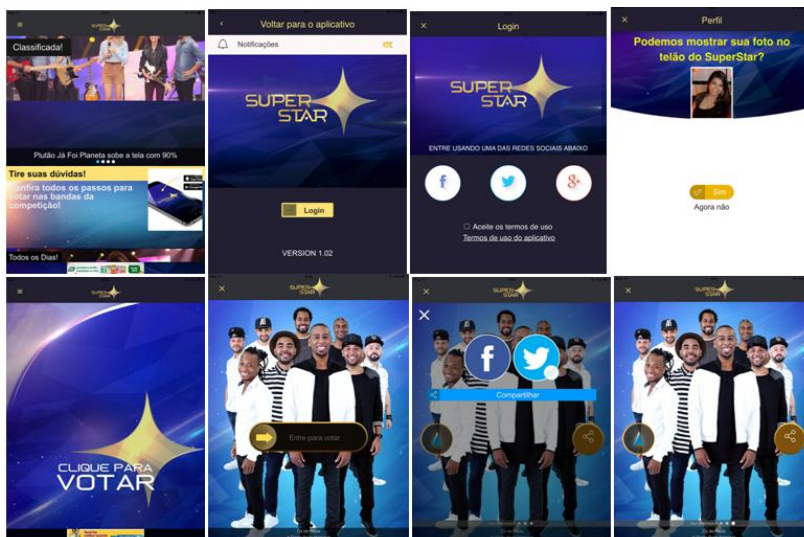 SUPER
STAR
Classificada!
Plutão Já Foi Planeta sobe a tela com 90%
Tire suas dúvidas!
Confira todos os passos para
votar nas bandas da
competição!
Todos os Dias!
Voltar para o aplicativo
Notificações
SUPER
STAR
Login
VERSION 1.02
Login
SUPER
STAR
ENTRE USANDO UMA DAS REDES SOCIAIS ABAIXO
f
g+
Aceite os termos de uso
Termos de uso do aplicativo
Perfil
Podemos mostrar sua foto no
telão do SuperStar?
Sim
Agora não
SUPER
STAR
CLIQUE PARA
VOTAR
SUPER
STAR
Entre para votar
SUPER
STAR
f
Compartilhar
SUPER
STAR